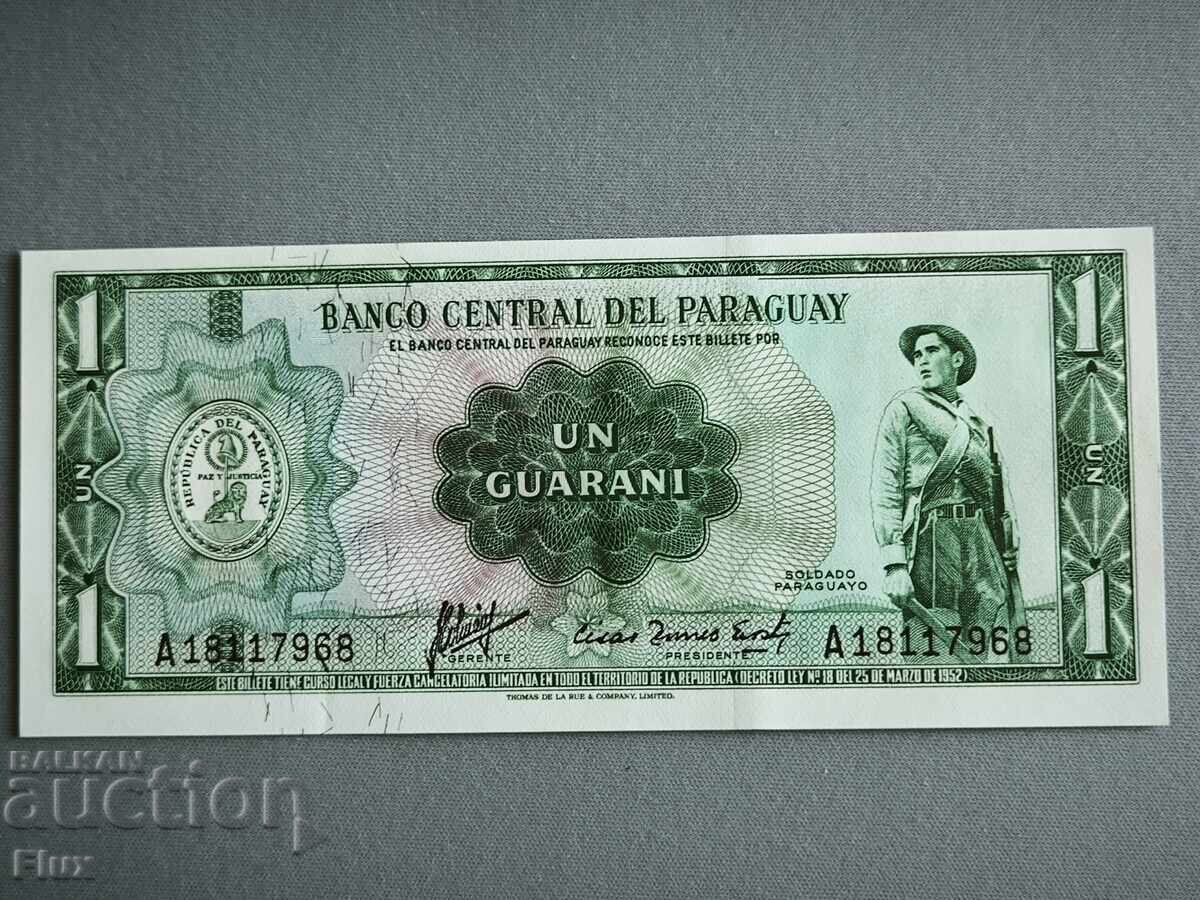 1
1
BANCO CENTRAL DEL PARAGUAY
EL BANCO CENTRAL DEL PARAGUAY RECONOCE ESTE BILLETE POR
REPÚBLICA DEL PARAGUAY
PAZ Y JUSTICIA
UN
GUARANI
UN
UN
SOLDADO
PARAGUAYO
1
1
A18117968
GERENTE
PRESIDENTE
A18117968
ESTE BILLETE TIENE CURSO LEGAL Y FUERZA CANCELATORIA ILIMITADA EN TODO EL TERRITORIO DE LA REPUBLICA (DECRETO LEY Nº 18 DEL 25 DE MARZO DE 1952)
THOMAS DE LA RUE & COMPANY, LIMITED.
BALKAN
auction
Flux